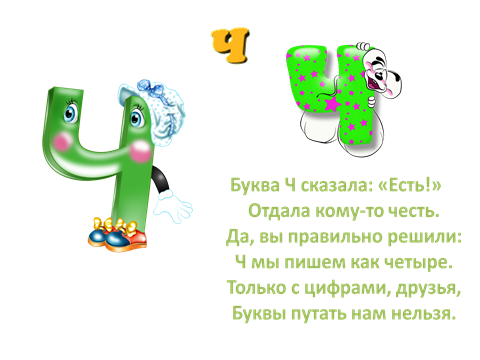 ч
Ч
Ч
Буква Ч сказала: «Есть!»
Отдала кому-то честь.
Да, вы правильно решили:
Ч мы пишем как четыре.
Только с цифрами, друзья,
Буквы путать нам нельзя.